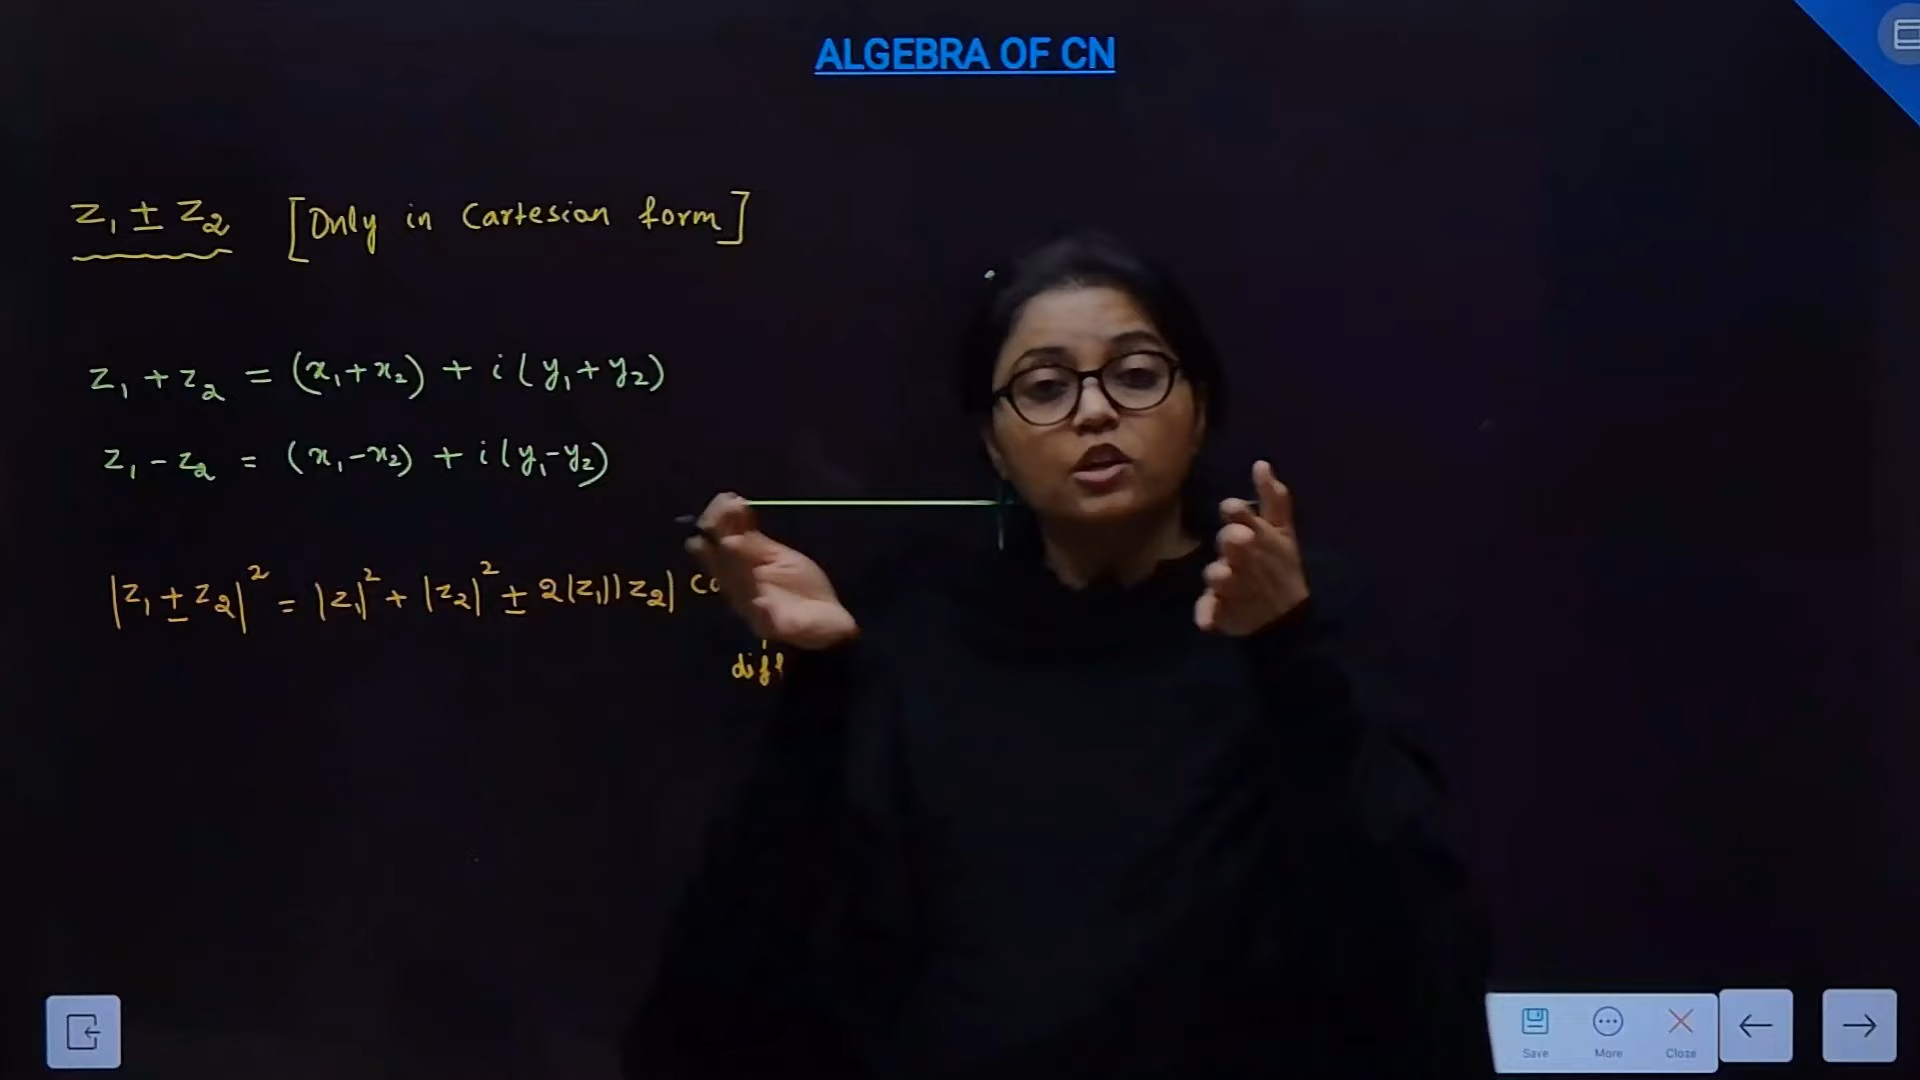 ALGEBRA OF CN
z₁ ± z₂ [Only in Cartesian form]
z₁ + z₂ = (x₁+x₂) + i(y₁+y₂)
z₁ - z₂ = (x₁-x₂) + i(y₁-y₂)
|z₁ ± z₂|² = |z₁|² + |z₂|² ± 2|z₁||z₂|
Save More Close